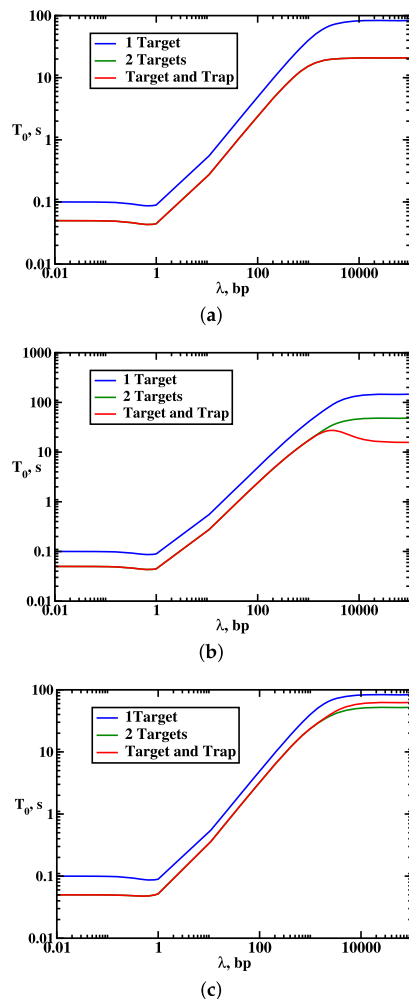 100
1 Target
2 Targets
Target and Trap
10
T0, s
1
0.1
0.01
0.01 1 100 10000
λ, bp
(a)
1000
1 Target
2 Targets
Target and Trap
100
10
T0, s
1
0.1
0.01
0.01 1 100 10000
λ, bp
(b)
100
1Target
2 Targets
Target and Trap
10
T0, s
1
0.1
0.01
0.01 1 100 10000
λ, bp
(c)